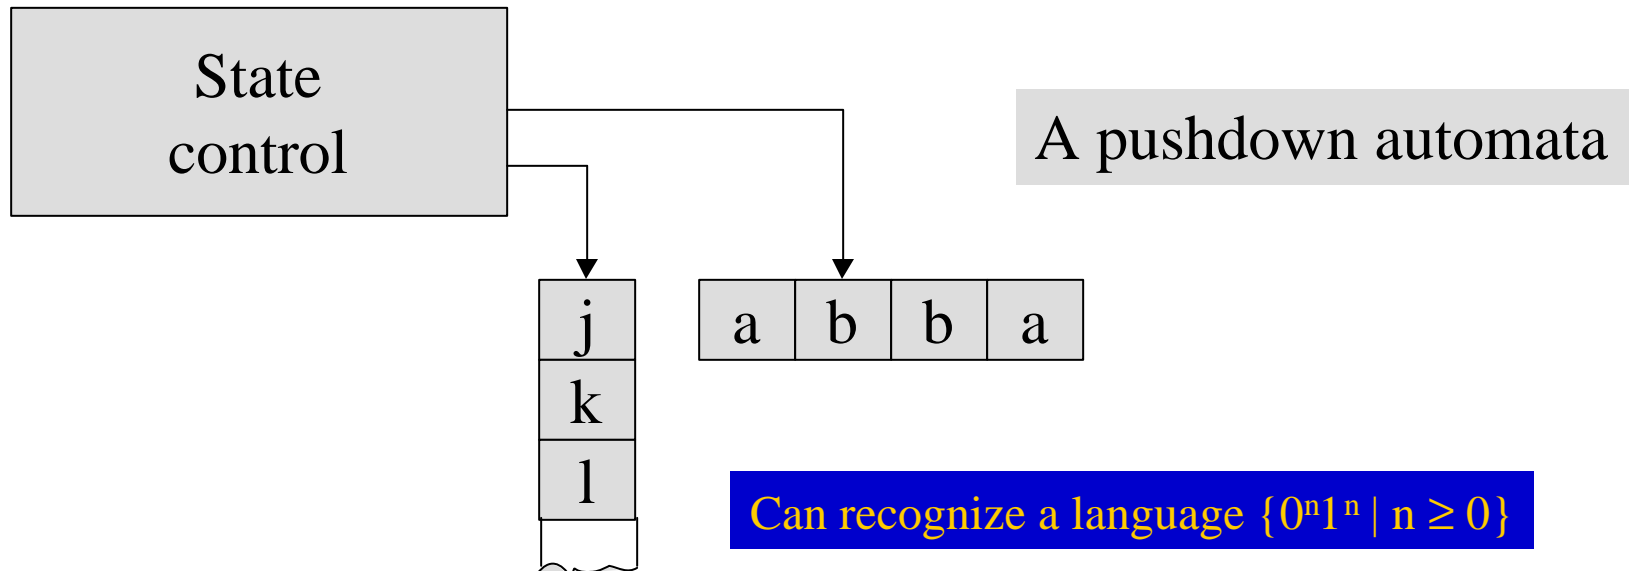 State
control
A pushdown automata
j
a b b a
k
l
Can recognize a language {0ⁿ1ⁿ | n ≥ 0}